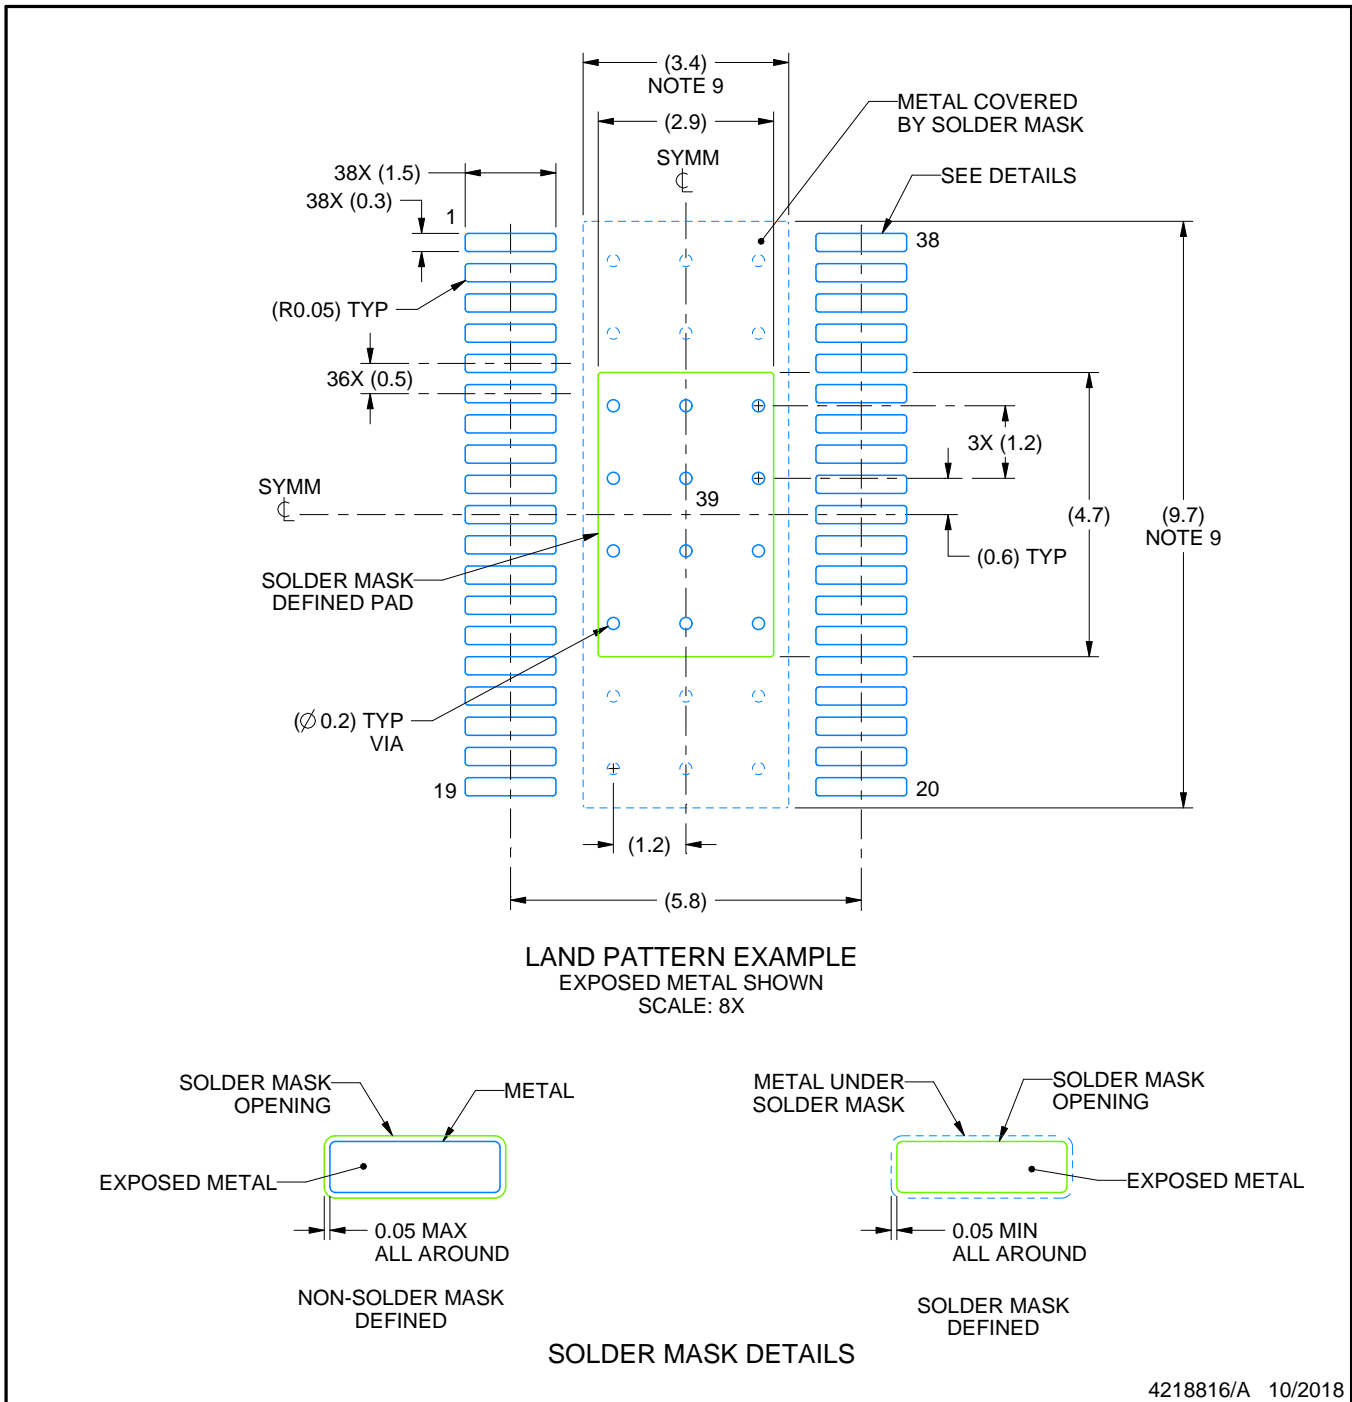 (3.4)
NOTE 9
METAL COVERED
BY SOLDER MASK
(2.9)
SYMM
38X (1.5)
SEE DETAILS
38X (0.3)
1
38
(R0.05) TYP
36X (0.5)
3X (1.2)
SYMM
39
(4.7)
(9.7)
NOTE 9
(0.6) TYP
SOLDER MASK
DEFINED PAD
(∅ 0.2) TYP
VIA
19
20
(1.2)
(5.8)
LAND PATTERN EXAMPLE
EXPOSED METAL SHOWN
SCALE: 8X
SOLDER MASK
OPENING
METAL
EXPOSED METAL
0.05 MAX
ALL AROUND
NON-SOLDER MASK
DEFINED
METAL UNDER
SOLDER MASK
SOLDER MASK
OPENING
EXPOSED METAL
0.05 MIN
ALL AROUND
SOLDER MASK
DEFINED
SOLDER MASK DETAILS
4218816/A 10/2018